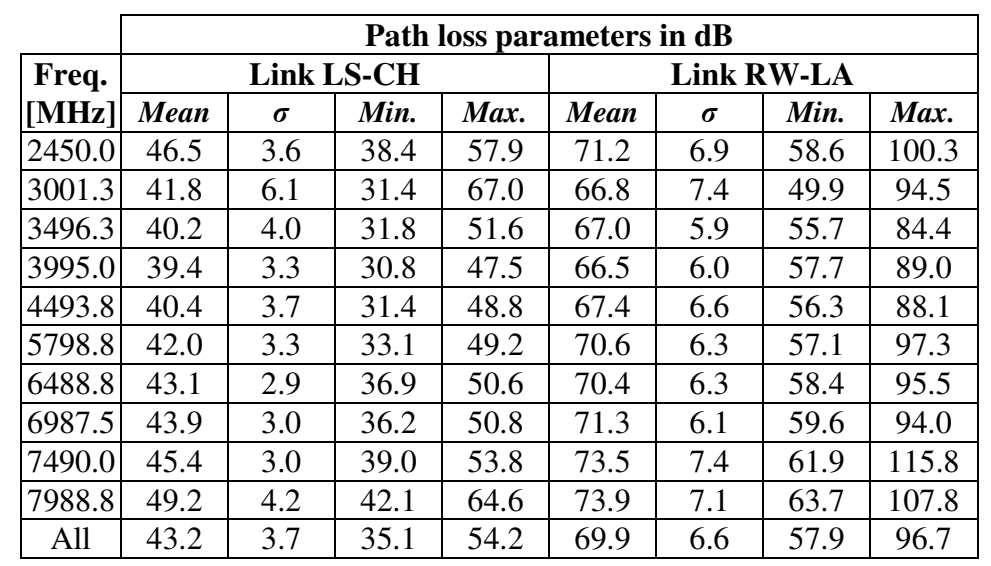 Path loss parameters in dB
Freq. Link LS-CH Link RW-LA
[MHz] Mean σ Min. Max. Mean σ Min. Max.
2450.0 46.5 3.6 38.4 57.9 71.2 6.9 58.6 100.3
3001.3 41.8 6.1 31.4 67.0 66.8 7.4 49.9 94.5
3496.3 40.2 4.0 31.8 51.6 67.0 5.9 55.7 84.4
3995.0 39.4 3.3 30.8 47.5 66.5 6.0 57.7 89.0
4493.8 40.4 3.7 31.4 48.8 67.4 6.6 56.3 88.1
5798.8 42.0 3.3 33.1 49.2 70.6 6.3 57.1 97.3
6488.8 43.1 2.9 36.9 50.6 70.4 6.3 58.4 95.5
6987.5 43.9 3.0 36.2 50.8 71.3 6.1 59.6 94.0
7490.0 45.4 3.0 39.0 53.8 73.5 7.4 61.9 115.8
7988.8 49.2 4.2 42.1 64.6 73.9 7.1 63.7 107.8
All 43.2 3.7 35.1 54.2 69.9 6.6 57.9 96.7